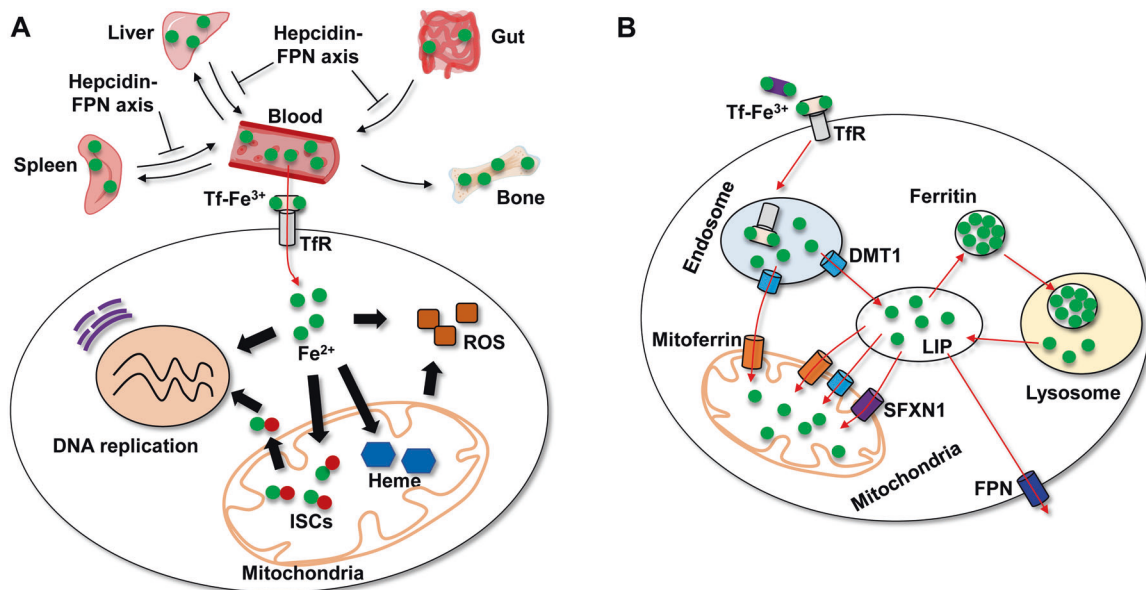 A
Liver
Hepcidin-
FPN axis
Gut
Hepcidin-
FPN axis
Blood
Spleen
Tf-Fe³⁺
Bone
TfR
Fe²⁺
ROS
DNA replication
Heme
ISCs
Mitochondria
B
Tf-Fe³⁺
TfR
Ferritin
Endosome
DMT1
Mitoferrin
LIP
Lysosome
SFXN1
Mitochondria
FPN